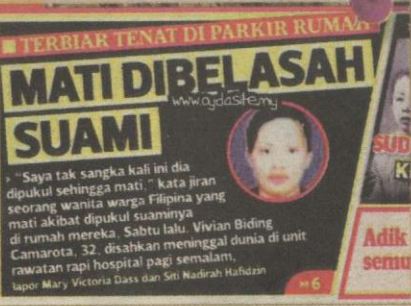 TERBIAR TENAT DI PARKIR RUMAH
MATI DIBELASAH
www.ojdasite.my
SUAMI
"Saya tak sangka kali ini dia
dipukul sehingga mati," kata jiran
seorang wanita warga Filipina yang
mati akibat dipukul suaminya
di rumah mereka, Sabtu lalu. Vivian Biding
Camarota, 32, disahkan meninggal dunia di unit
rawatan rapi hospital pagi semalam,
lapor Mary Victoria Dass dan Siti Nadirah Hafidzin
6
SUD
K
Adik
semu